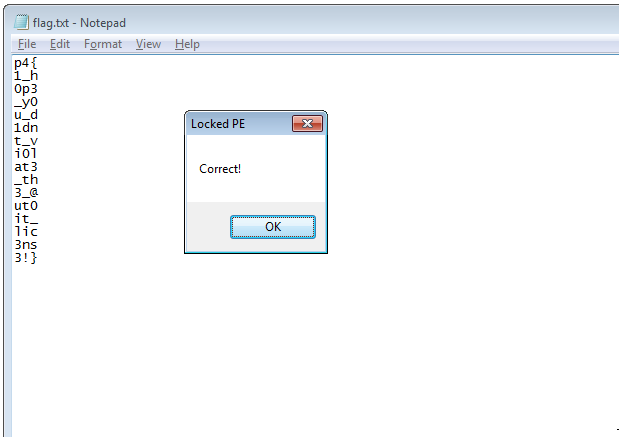 flag.txt - Notepad
File Edit Format View Help
p4{
1_h
0p3
_y0
u_d
1dn
t_v
i0l
at3
_th
3_@
ut0
it_
lic
3ns
3!}
Locked PE
Correct!
OK